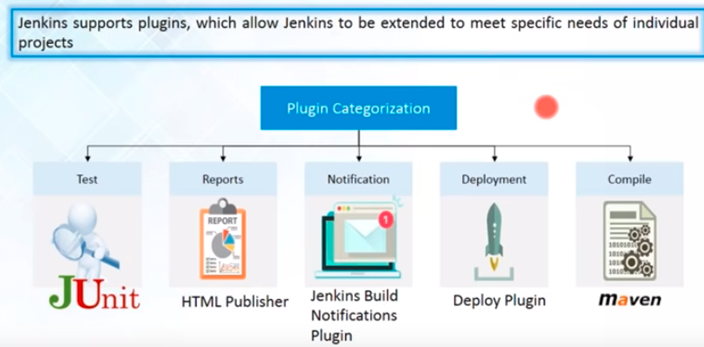 Jenkins supports plugins, which allow Jenkins to be extended to meet specific needs of individual
projects
Plugin Categorization
Test
Reports
Notification
Deployment
Compile
REPORT
1
JUnit
HTML Publisher
Jenkins Build
Notifications
Plugin
Deploy Plugin
maven